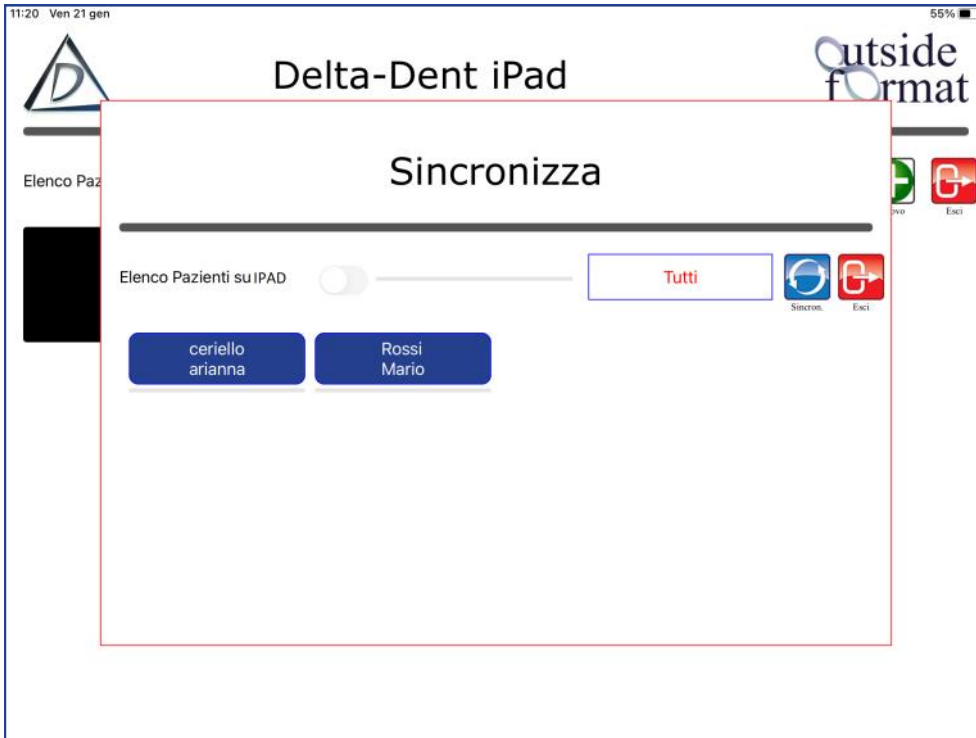 11:20 Ven 21 gen
55%
D
Delta-Dent iPad
Outside
format
Sincronizza
Elenco Paz
ovo
Esci
Elenco Pazienti su IPAD
Tutti
Sincron.
Esci
ceriello
arianna
Rossi
Mario